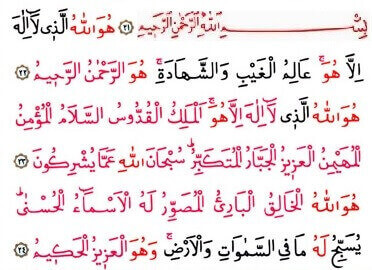 بِسْمِ اللّٰهِ الرَّحْمٰنِ الرَّحِيمِ ﴿٢١﴾ هُوَ اللّٰهُ الَّذ۪ي لَٓا اِلٰهَ
اِلَّا هُوَۚ عَالِمُ الْغَيْبِ وَالشَّهَادَةِۚ هُوَ الرَّحْمٰنُ الرَّح۪يمُ ﴿٢٢﴾
هُوَ اللّٰهُ الَّذ۪ي لَٓا اِلٰهَ اِلَّا هُوَۚ اَلْمَلِكُ الْقُدُّوسُ السَّلَامُ الْمُؤْمِنُ
الْمُهَيْمِنُ الْعَز۪يزُ الْجَبَّارُ الْمُتَكَبِّرُۜ سُبْحَانَ اللّٰهِ عَمَّا يُشْرِكُونَ ﴿٢٣﴾
هُوَ اللّٰهُ الْخَالِقُ الْبَارِئُ الْمُصَوِّرُ لَهُ الْاَسْمَٓاءُ الْحُسْنٰىۜ
يُسَبِّحُ لَهُ مَا فِي السَّمٰوَاتِ وَالْاَرْضِۚ وَهُوَ الْعَز۪يزُ الْحَك۪يمُ ﴿٢٤﴾